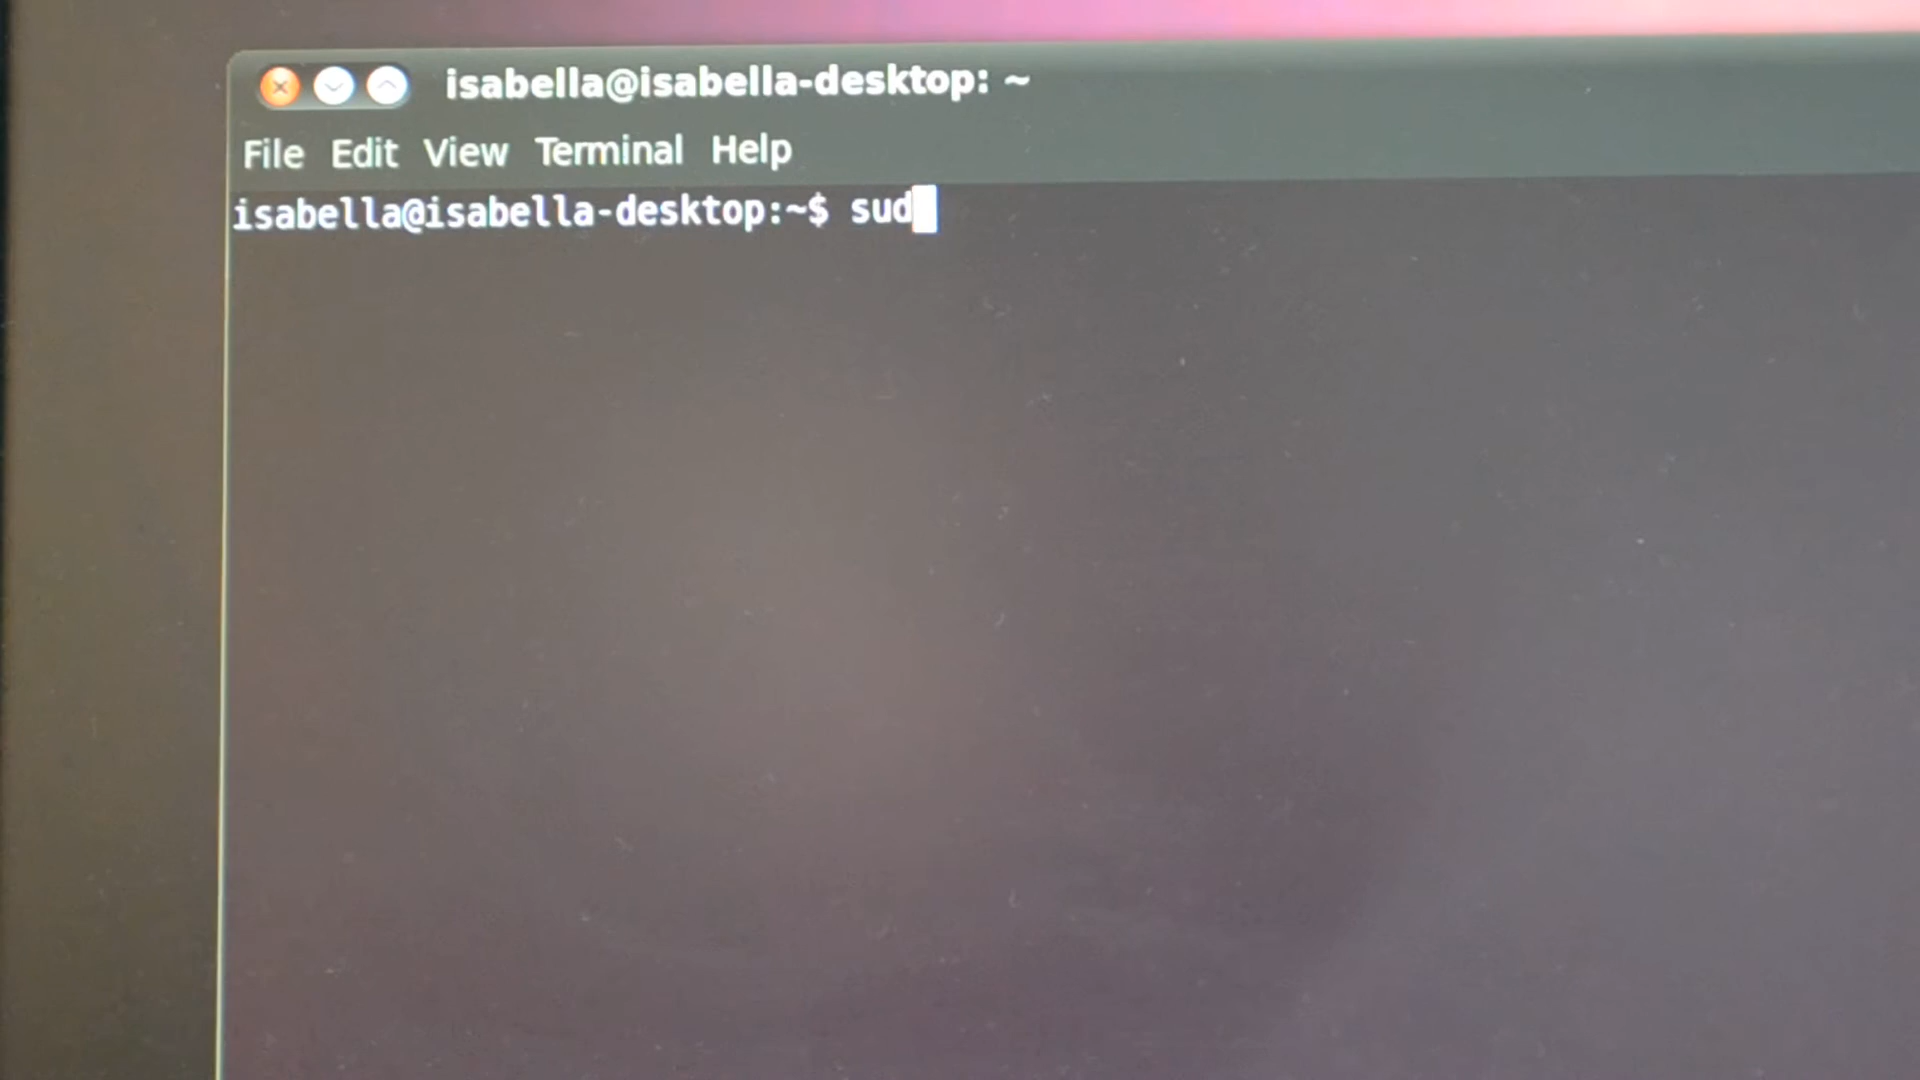 isabella@isabella-desktop: ~
File Edit View Terminal Help
isabella@isabella-desktop:~$ sud